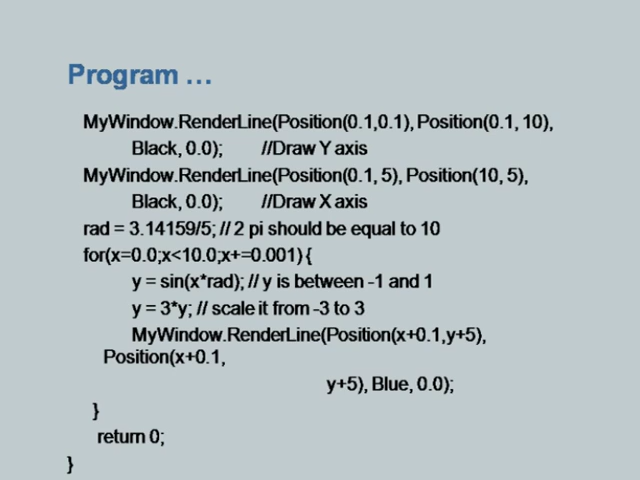 Program …
MyWindow.RenderLine(Position(0.1,0.1), Position(0.1, 10),
Black, 0.0); //Draw Y axis
MyWindow.RenderLine(Position(0.1, 5), Position(10, 5),
Black, 0.0); //Draw X axis
rad = 3.14159/5; // 2 pi should be equal to 10
for(x=0.0;x<10.0;x+=0.001) {
y = sin(x*rad); // y is between -1 and 1
y = 3*y; // scale it from -3 to 3
MyWindow.RenderLine(Position(x+0.1,y+5),
Position(x+0.1,
y+5), Blue, 0.0);
}
return 0;
}